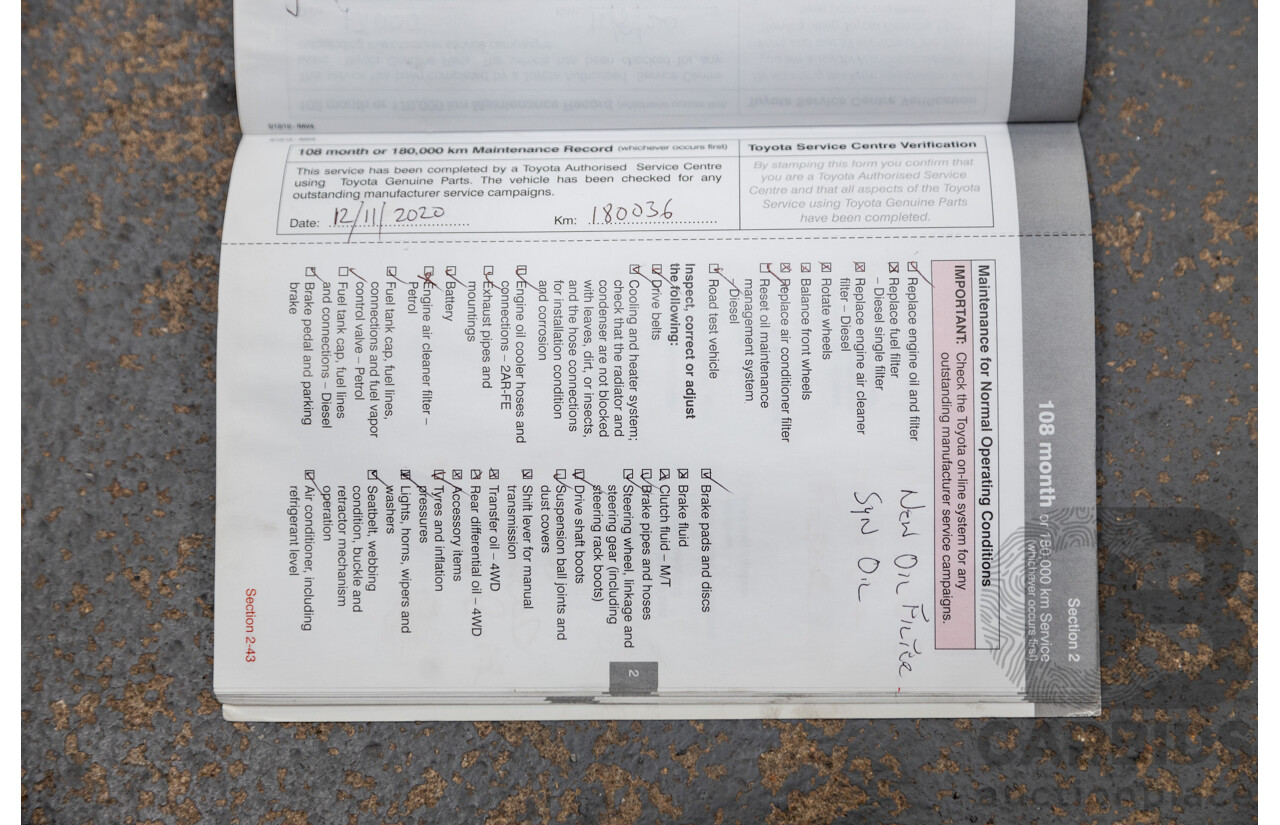 108 month or 180,000 km Maintenance Record (whichever occurs first)
This service has been completed by a Toyota Authorised Service Centre
using Toyota Genuine Parts. The vehicle has been checked for any
outstanding manufacturer service campaigns.
Date: 12/11/2020 Km: 180036
Toyota Service Centre Verification
By stamping this form you confirm that
you are a Toyota Authorised Service
Centre and that all aspects of the Toyota
Service using Toyota Genuine Parts
have been completed.
Section 2
108 month or 180,000 km Service
(whichever occurs first)
Maintenance for Normal Operating Conditions
IMPORTANT: Check the Toyota on-line system for any
outstanding manufacturer service campaigns.
Replace engine oil and filter
Replace fuel filter
– Diesel single filter
Replace engine air cleaner
filter – Diesel
Rotate wheels
Balance front wheels
Replace air conditioner filter
Reset oil maintenance
management system
Diesel
Road test vehicle
Inspect, correct or adjust
the following:
Drive belts
Cooling and heater system;
check that the radiator and
condenser are not blocked
with leaves, dirt, or insects,
and the hose connections
for installation condition
and corrosion
Engine oil cooler hoses and
connections – 2AR-FE
Exhaust pipes and
mountings
Battery
Engine air cleaner filter –
Petrol
Fuel tank cap, fuel lines,
connections and fuel vapor
control valve – Petrol
Fuel tank cap, fuel lines
and connections – Diesel
Brake pedal and parking
brake
New Oil Filter
Syn Oil
Brake pads and discs
Brake fluid
Clutch fluid – M/T
Brake pipes and hoses
Steering wheel, linkage and
steering gear (including
steering rack boots)
Drive shaft boots
Suspension ball joints and
dust covers
Shift lever for manual
transmission
Transfer oil – 4WD
Rear differential oil – 4WD
Accessory items
Tyres and inflation
pressures
Lights, horns, wipers and
washers
Seatbelt, webbing
condition, buckle and
retractor mechanism
operation
Air conditioner, including
refrigerant level
2
Section 2-43
auctionplace